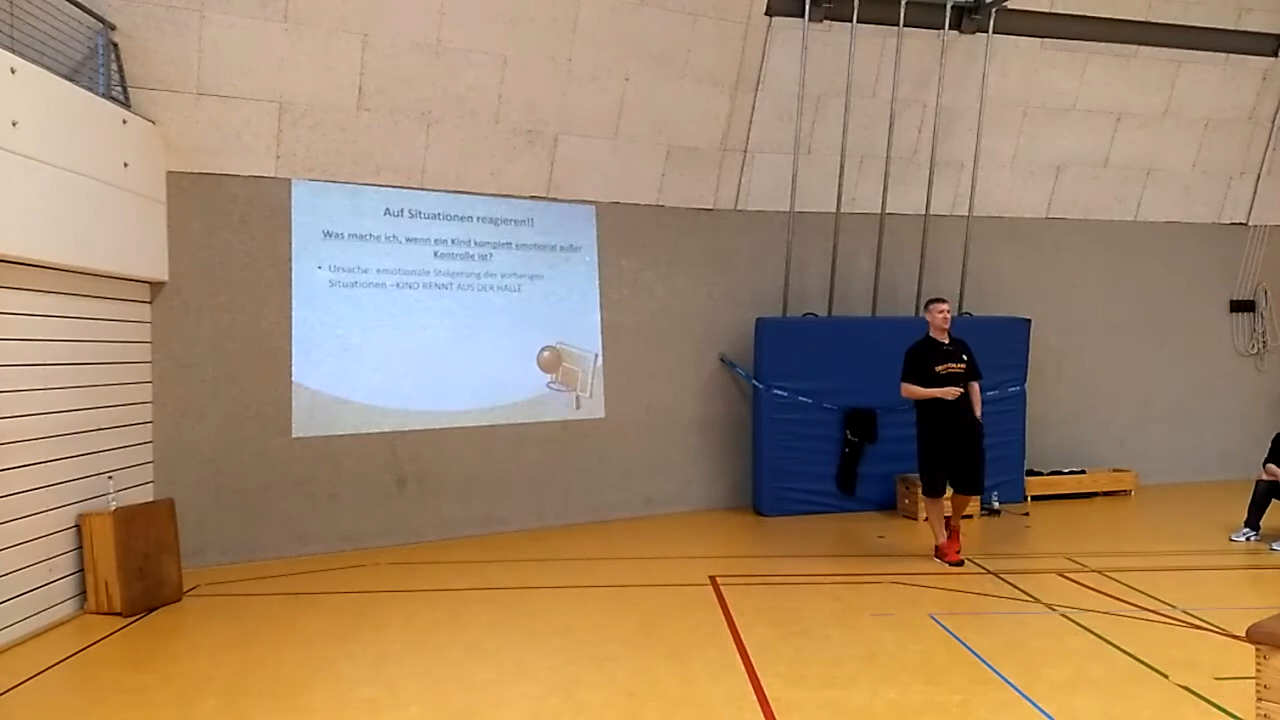 Auf Situationen reagieren!!
Was mache ich, wenn ein Kind komplett emotional außer
Kontrolle ist?
• Ursache: emotionale Steigerung der vorherigen
Situationen –KIND RENNT AUS DER HALLE
DEUTSCHLAND